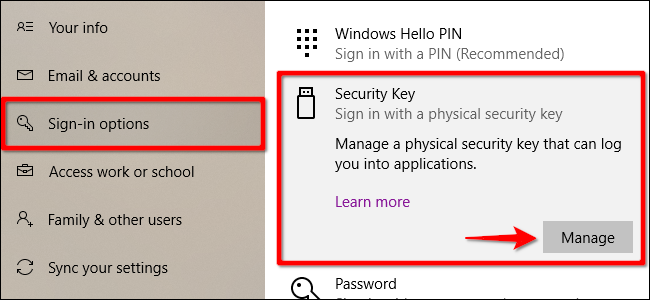 Your info
Email & accounts
Sign-in options
Access work or school
Family & other users
Sync your settings
Windows Hello PIN
Sign in with a PIN (Recommended)
Security Key
Sign in with a physical security key
Manage a physical security key that can log
you into applications.
Learn more
Manage
Password